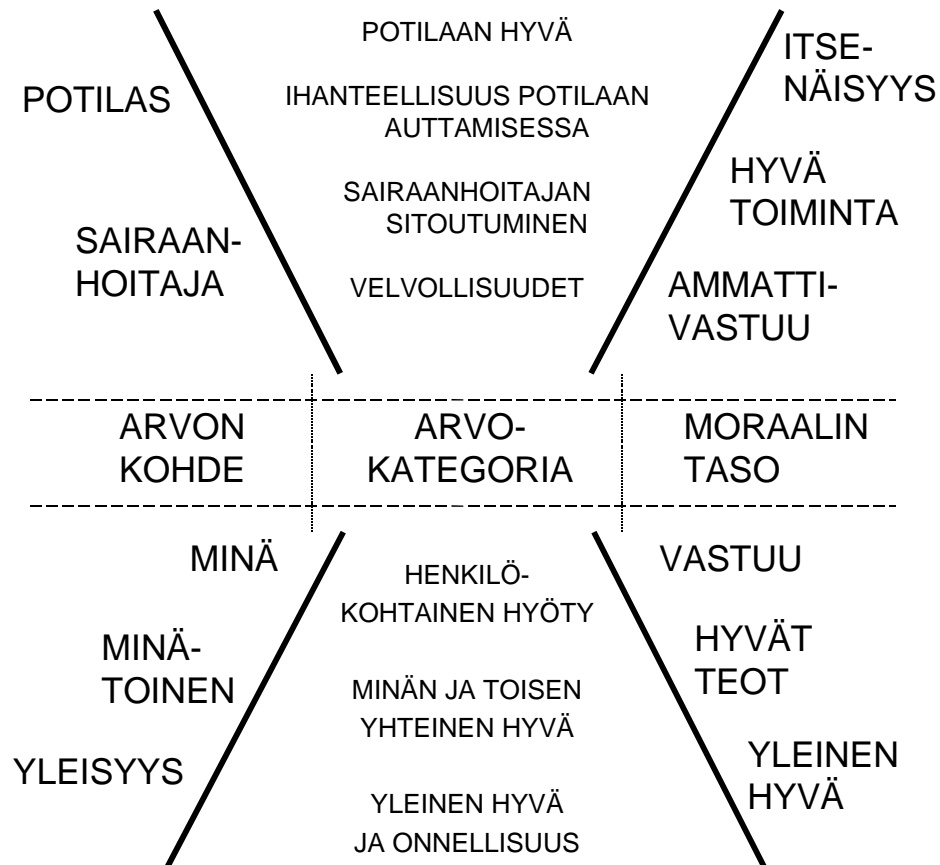 POTILAS
SAIRAAN-
HOITAJA
POTILAAN HYVÄ
IHANTEELLISUUS POTILAAN
AUTTAMISESSA
SAIRAANHOITAJAN
SITOUTUMINEN
VELVOLLISUUDET
ITSE-
NÄISYYS
HYVÄ
TOIMINTA
AMMATTI-
VASTUU
ARVON
KOHDE
ARVO-
KATEGORIA
MORAALIN
TASO
MINÄ
MINÄ-
TOINEN
YLEISYYS
HENKILÖ-
KOHTAINEN HYÖTY
MINÄN JA TOISEN
YHTEINEN HYVÄ
YLEINEN HYVÄ
JA ONNELLISUUS
VASTUU
HYVÄT
TEOT
YLEINEN
HYVÄ